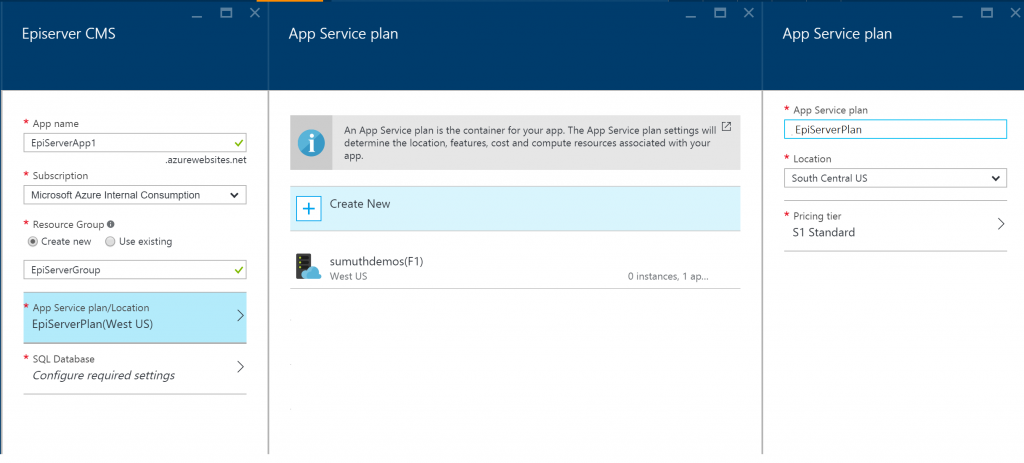 Episerver CMS
* App name
EpiServerApp1
.azurewebsites.net
* Subscription
Microsoft Azure Internal Consumption
* Resource Group
Create new Use existing
EpiServerGroup
* App Service plan/Location
EpiServerPlan(West US)
* SQL Database
Configure required settings
App Service plan
An App Service plan is the container for your app. The App Service plan settings will
determine the location, features, cost and compute resources associated with your
app.
Create New
sumuthdemos(F1)
West US
0 instances, 1 ap...
App Service plan
* App Service plan
EpiServerPlan
* Location
South Central US
* Pricing tier
S1 Standard